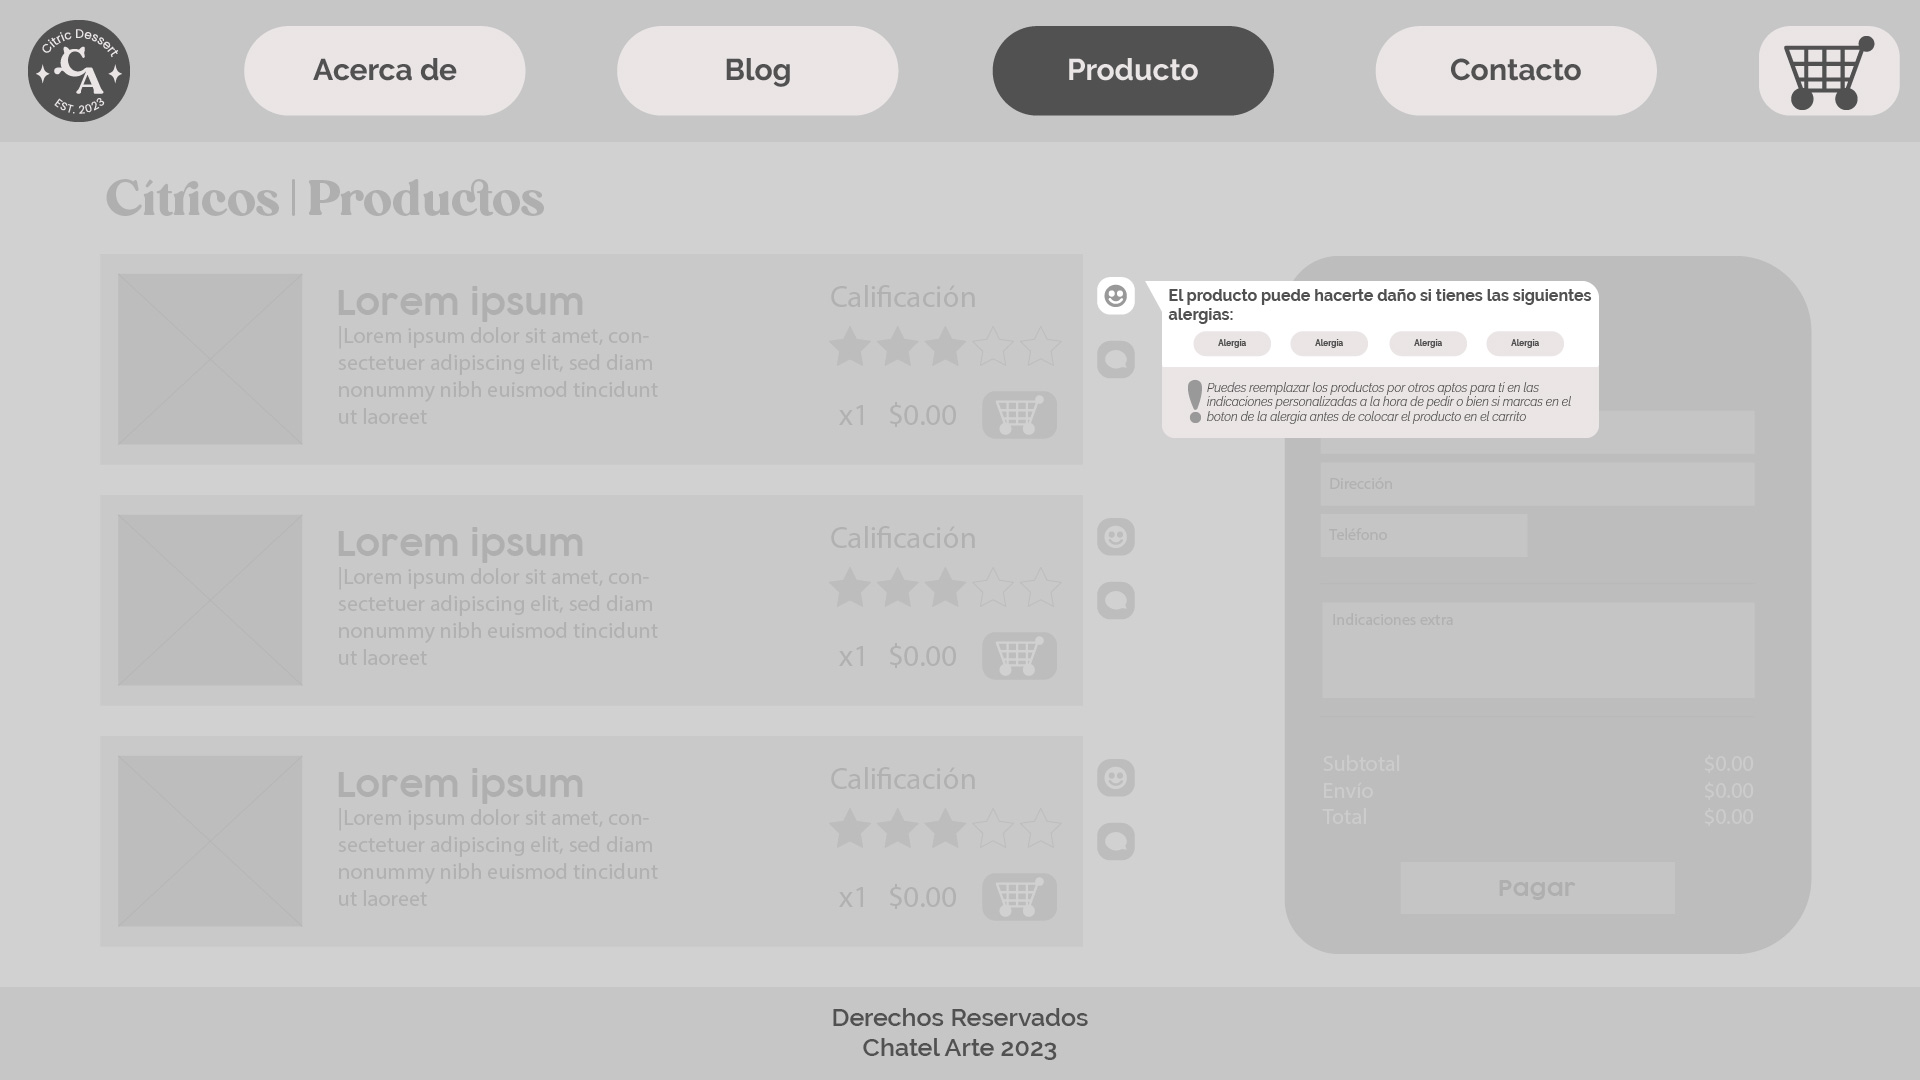 Citric Dessert
CA
EST. 2023
Acerca de
Blog
Producto
Contacto
Cítricos | Productos
Lorem ipsum
|Lorem ipsum dolor sit amet, con-
sectetuer adipiscing elit, sed diam
nonummy nibh euismod tincidunt
ut laoreet
Calificación
x1 $0.00
El producto puede hacerte daño si tienes las siguientes
alergias:
Alergia Alergia Alergia Alergia
Puedes reemplazar los productos por otros aptos para ti en las
indicaciones personalizadas a la hora de pedir o bien si marcas en el
boton de la alergia antes de colocar el producto en el carrito
Lorem ipsum
|Lorem ipsum dolor sit amet, con-
sectetuer adipiscing elit, sed diam
nonummy nibh euismod tincidunt
ut laoreet
Calificación
x1 $0.00
Lorem ipsum
|Lorem ipsum dolor sit amet, con-
sectetuer adipiscing elit, sed diam
nonummy nibh euismod tincidunt
ut laoreet
Calificación
x1 $0.00
Dirección
Teléfono
Indicaciones extra
Subtotal $0.00
Envío $0.00
Total $0.00
Pagar
Derechos Reservados
Chatel Arte 2023